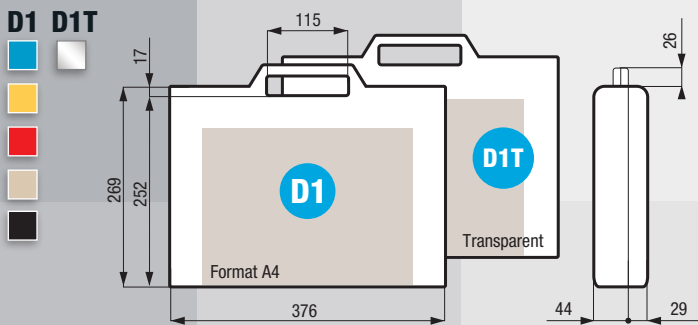 D1 D1T
115
17
26
269
252
D1
D1T
Transparent
Format A4
376
44
29